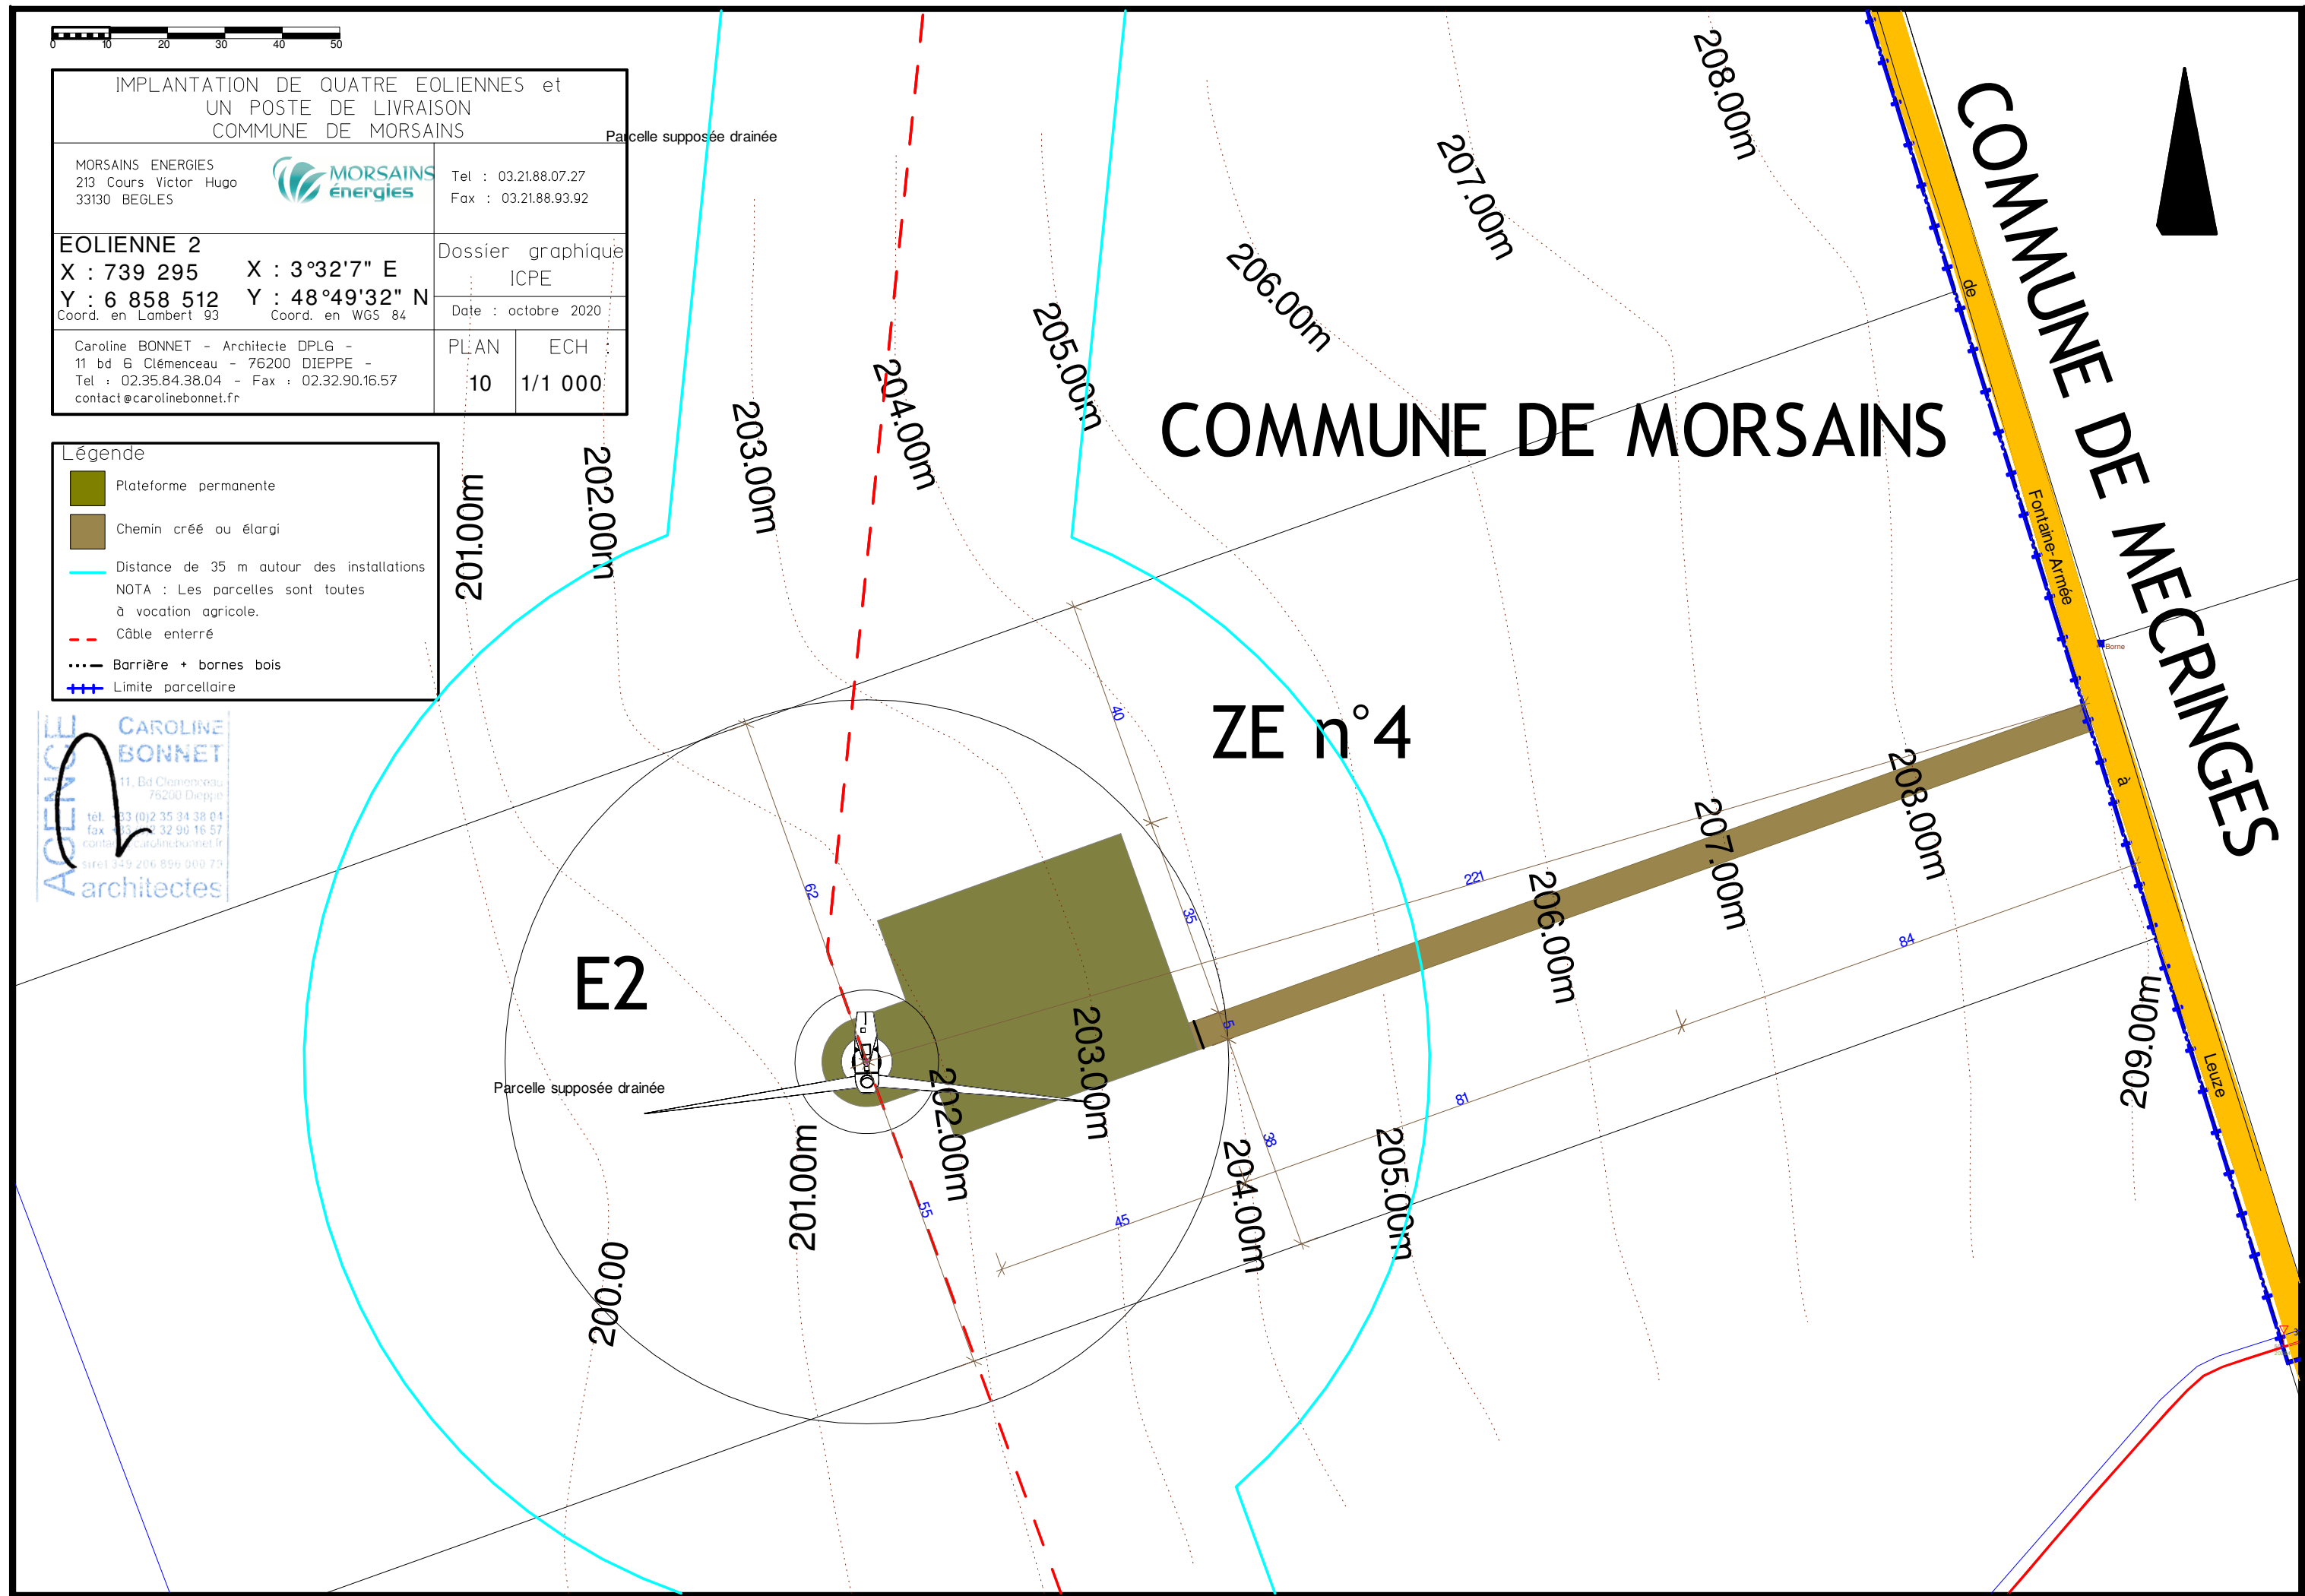 0 10 20 30 40 50
IMPLANTATION DE QUATRE EOLIENNES et
UN POSTE DE LIVRAISON
COMMUNE DE MORSAINS
MORSAINS ENERGIES
213 Cours Victor Hugo
33130 BEGLES
MORSAINS
énergies
Tel : 03.21.88.07.27
Fax : 03.21.88.93.92
EOLIENNE 2
X : 739 295 X : 3°32'7" E
Y : 6 858 512 Y : 48°49'32" N
Coord. en Lambert 93 Coord. en WGS 84
Dossier graphique
ICPE
Date : octobre 2020
Caroline BONNET - Architecte DPLG -
11 bd G Clémenceau - 76200 DIEPPE -
Tel : 02.35.84.38.04 - Fax : 02.32.90.16.57
contact@carolinebonnet.fr
PLAN ECH :
10 1/1 000
Légende
Plateforme permanente
Chemin créé ou élargi
Distance de 35 m autour des installations
NOTA : Les parcelles sont toutes
à vocation agricole.
Câble enterré
Barrière + bornes bois
Limite parcellaire
AGENCE
CAROLINE
BONNET
11, Bd Clemenceau
76200 Dieppe
architectes
Parcelle supposée drainée
201.00m
202.00m
203.00m
204.00m
205.00m
206.00m
207.00m
208.00m
COMMUNE DE MORSAINS
COMMUNE DE MECRINGES
de
Fontaine-Armée
à
Leuze
Borne
ZE n°4
E2
Parcelle supposée drainée
40
62
35
5
221
84
81
38
45
55
200.00
201.00m
202.00m
203.00m
204.00m
205.00m
206.00m
207.00m
208.00m
209.00m